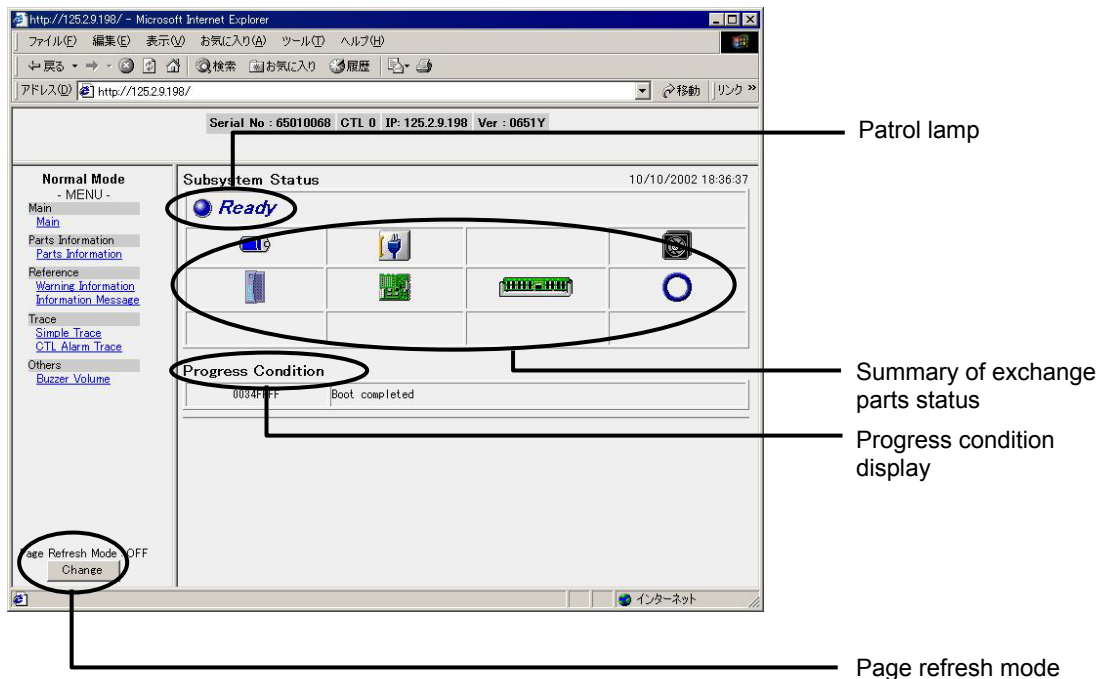 http://125.2.9.198/ - Microsoft Internet Explorer
ファイル(F) 編集(E) 表示(V) お気に入り(A) ツール(T) ヘルプ(H)
戻る 検索 お気に入り 履歴
アドレス(D) http://125.2.9.198/ 移動 リンク »
Serial No : 65010068 CTL 0 IP: 125.2.9.198 Ver : 0651Y
Patrol lamp
Normal Mode
- MENU -
Main
Main
Parts Information
Parts Information
Reference
Warning Information
Information Message
Trace
Simple Trace
CTL Alarm Trace
Others
Buzzer Volume
Subsystem Status 10/10/2002 18:36:37
Ready
Progress Condition
0034FFFF Boot completed
Summary of exchange
parts status
Progress condition
display
Page Refresh Mode : OFF
Change
インターネット
Page refresh mode